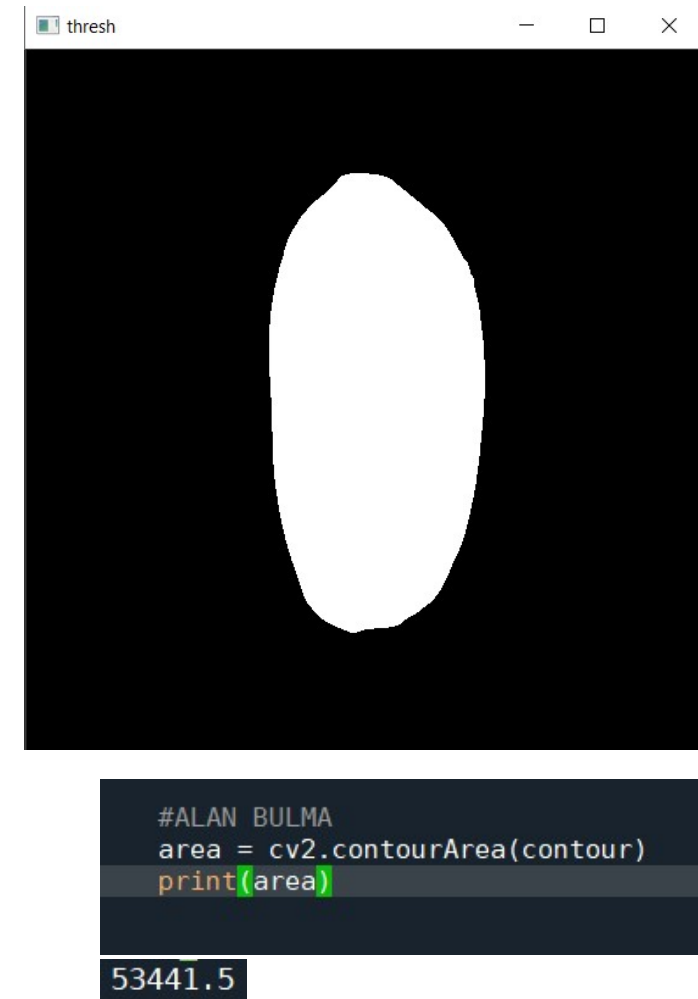 thresh
#ALAN BULMA
area = cv2.contourArea(contour)
print(area)
53441.5